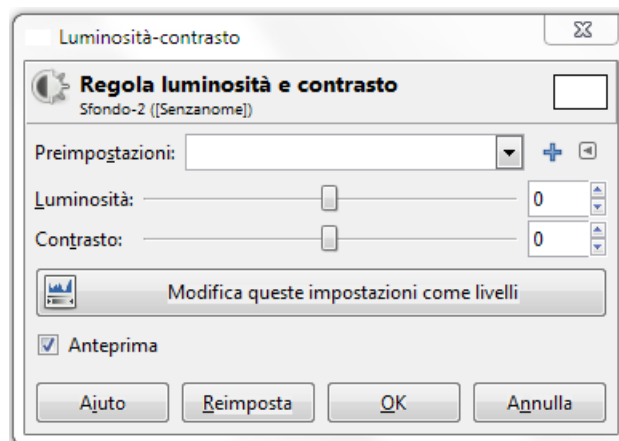 Luminosità-contrasto
Regola luminosità e contrasto
Sfondo-2 ([Senzanome])
Preimpostazioni:
Luminosità: 0
Contrasto: 0
Modifica queste impostazioni come livelli
Anteprima
Aiuto Reimposta OK Annulla